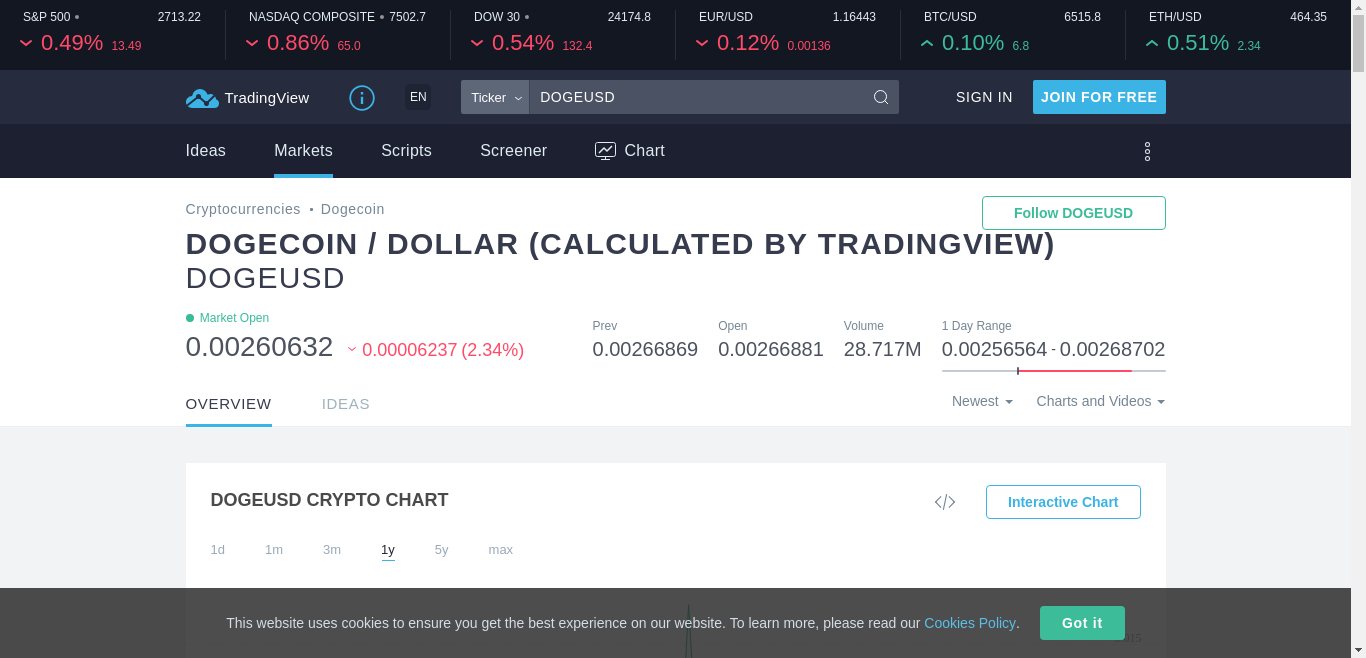 S&P 500 • 2713.22 NASDAQ COMPOSITE • 7502.7 DOW 30 • 24174.8 EUR/USD 1.16443 BTC/USD 6515.8 ETH/USD 464.35
0.49% 13.49 0.86% 65.0 0.54% 132.4 0.12% 0.00136 0.10% 6.8 0.51% 2.34
TradingView EN Ticker DOGEUSD SIGN IN JOIN FOR FREE
Ideas Markets Scripts Screener Chart
Cryptocurrencies • Dogecoin
Follow DOGEUSD
DOGECOIN / DOLLAR (CALCULATED BY TRADINGVIEW)
DOGEUSD
Market Open
0.00260632 0.00006237 (2.34%)
Prev Open Volume 1 Day Range
0.00266869 0.00266881 28.717M 0.00256564 - 0.00268702
OVERVIEW IDEAS
Newest Charts and Videos
DOGEUSD CRYPTO CHART
</> Interactive Chart
1d 1m 3m 1y 5y max
This website uses cookies to ensure you get the best experience on our website. To learn more, please read our Cookies Policy. Got it